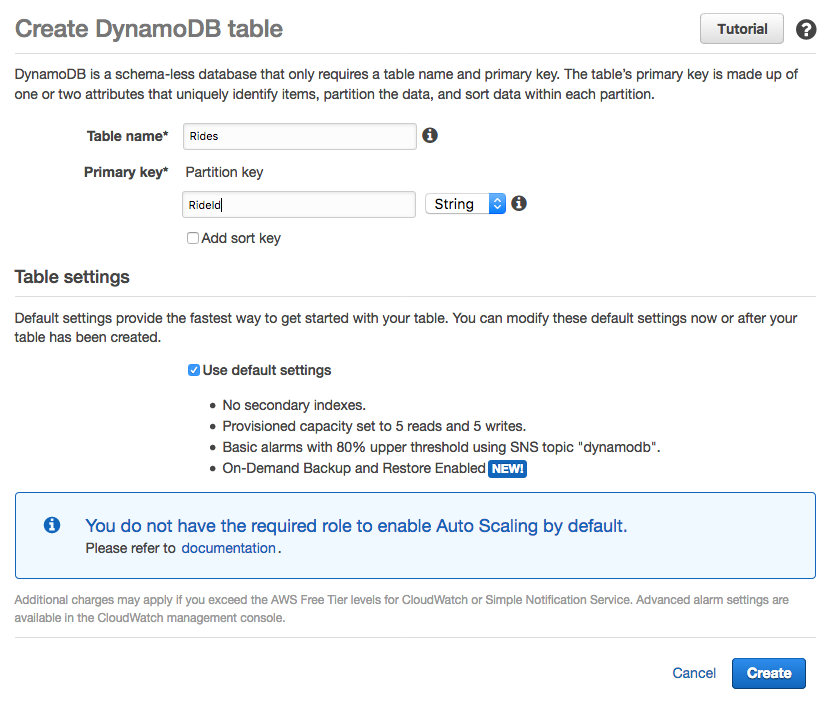 Create DynamoDB table
Tutorial
?
DynamoDB is a schema-less database that only requires a table name and primary key. The table's primary key is made up of
one or two attributes that uniquely identify items, partition the data, and sort data within each partition.
Table name* Rides
Primary key* Partition key
RideId String
Add sort key
Table settings
Default settings provide the fastest way to get started with your table. You can modify these default settings now or after your
table has been created.
Use default settings
• No secondary indexes.
• Provisioned capacity set to 5 reads and 5 writes.
• Basic alarms with 80% upper threshold using SNS topic "dynamodb".
• On-Demand Backup and Restore Enabled NEW!
You do not have the required role to enable Auto Scaling by default.
Please refer to documentation.
Additional charges may apply if you exceed the AWS Free Tier levels for CloudWatch or Simple Notification Service. Advanced alarm settings are
available in the CloudWatch management console.
Cancel Create